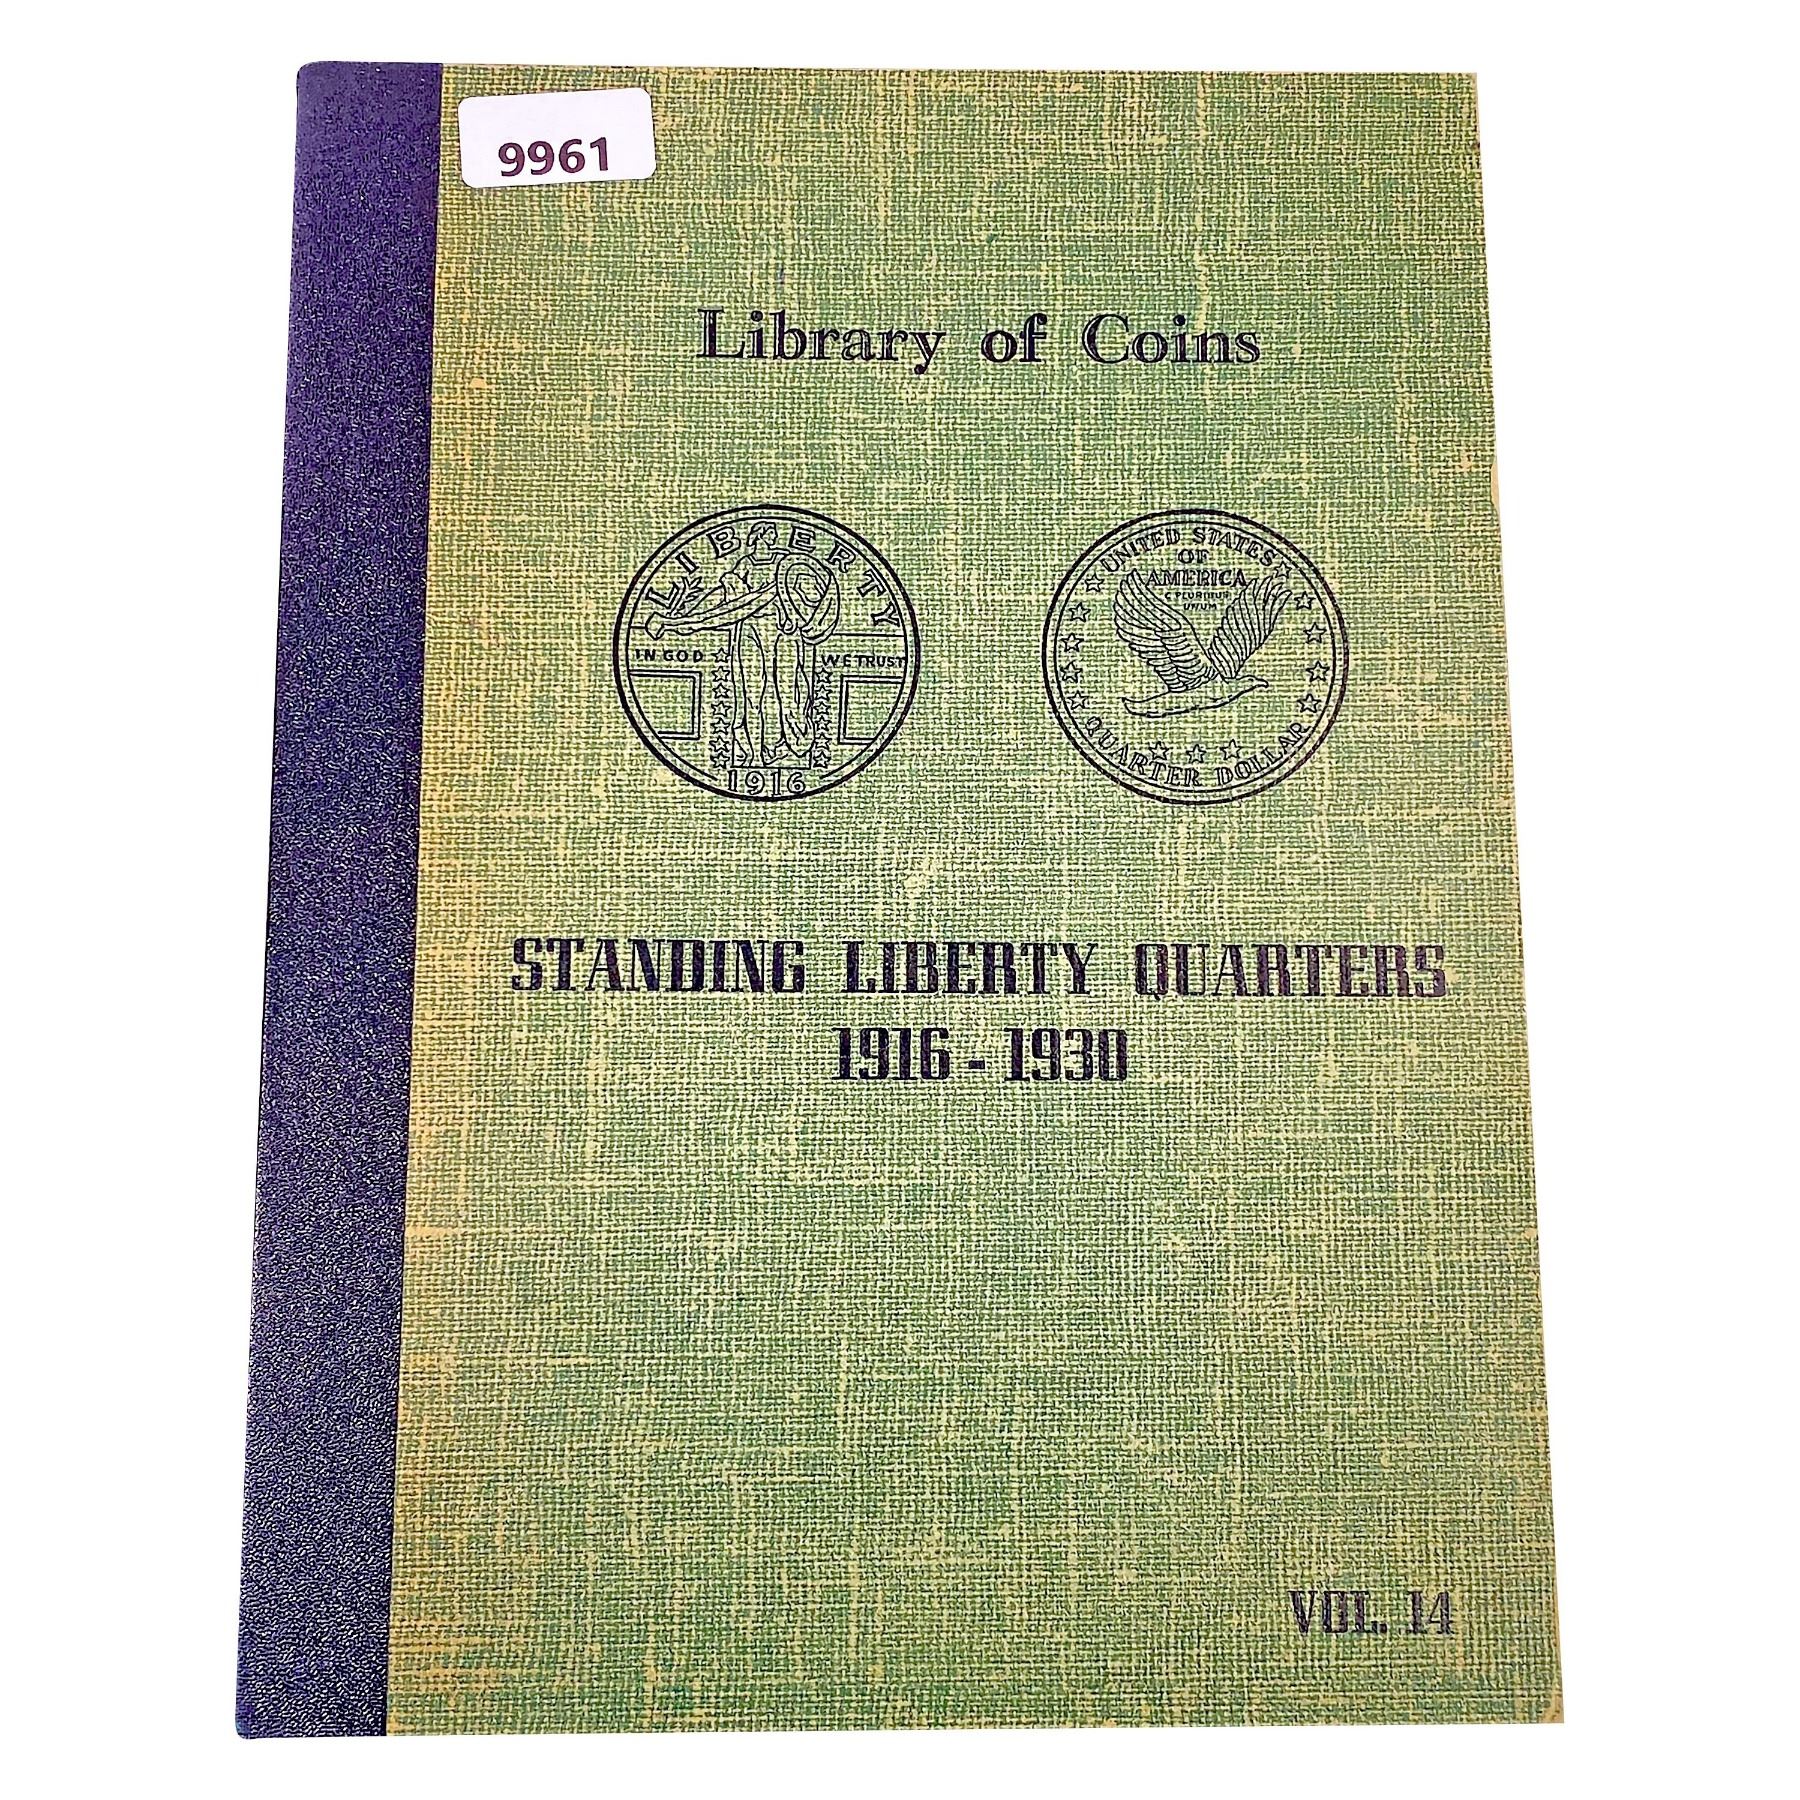 9961
Library of Coins
LIBERTY
IN GOD WE TRUST
1916
UNITED STATES
OF
AMERICA
E PLURIBUS
UNUM
QUARTER DOLLAR
STANDING LIBERTY QUARTERS
1916 - 1930
VOL. 14